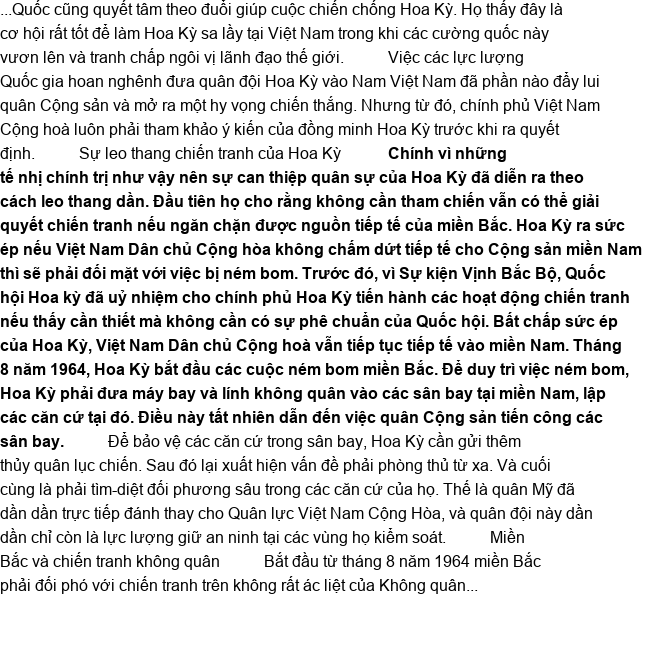 ...Quốc cũng quyết tâm theo đuổi giúp cuộc chiến chống Hoa Kỳ. Họ thấy đây là
cơ hội rất tốt để làm Hoa Kỳ sa lầy tại Việt Nam trong khi các cường quốc này
vươn lên và tranh chấp ngôi vị lãnh đạo thế giới. Việc các lực lượng
Quốc gia hoan nghênh đưa quân đội Hoa Kỳ vào Nam Việt Nam đã phần nào đẩy lui
quân Cộng sản và mở ra một hy vọng chiến thắng. Nhưng từ đó, chính phủ Việt Nam
Cộng hoà luôn phải tham khảo ý kiến của đồng minh Hoa Kỳ trước khi ra quyết
định. Sự leo thang chiến tranh của Hoa Kỳ Chính vì những
tế nhị chính trị như vậy nên sự can thiệp quân sự của Hoa Kỳ đã diễn ra theo
cách leo thang dần. Đầu tiên họ cho rằng không cần tham chiến vẫn có thể giải
quyết chiến tranh nếu ngăn chặn được nguồn tiếp tế của miền Bắc. Hoa Kỳ ra sức
ép nếu Việt Nam Dân chủ Cộng hòa không chấm dứt tiếp tế cho Cộng sản miền Nam
thì sẽ phải đối mặt với việc bị ném bom. Trước đó, vì Sự kiện Vịnh Bắc Bộ, Quốc
hội Hoa kỳ đã uỷ nhiệm cho chính phủ Hoa Kỳ tiến hành các hoạt động chiến tranh
nếu thấy cần thiết mà không cần có sự phê chuẩn của Quốc hội. Bất chấp sức ép
của Hoa Kỳ, Việt Nam Dân chủ Cộng hoà vẫn tiếp tục tiếp tế vào miền Nam. Tháng
8 năm 1964, Hoa Kỳ bắt đầu các cuộc ném bom miền Bắc. Để duy trì việc ném bom,
Hoa Kỳ phải đưa máy bay và lính không quân vào các sân bay tại miền Nam, lập
các căn cứ tại đó. Điều này tất nhiên dẫn đến việc quân Cộng sản tiến công các
sân bay. Để bảo vệ các căn cứ trong sân bay, Hoa Kỳ cần gửi thêm
thủy quân lục chiến. Sau đó lại xuất hiện vấn đề phải phòng thủ từ xa. Và cuối
cùng là phải tìm-diệt đối phương sâu trong các căn cứ của họ. Thế là quân Mỹ đã
dần dần trực tiếp đánh thay cho Quân lực Việt Nam Cộng Hòa, và quân đội này dần
dần chỉ còn là lực lượng giữ an ninh tại các vùng họ kiểm soát. Miền
Bắc và chiến tranh không quân Bắt đầu từ tháng 8 năm 1964 miền Bắc
phải đối phó với chiến tranh trên không rất ác liệt của Không quân...